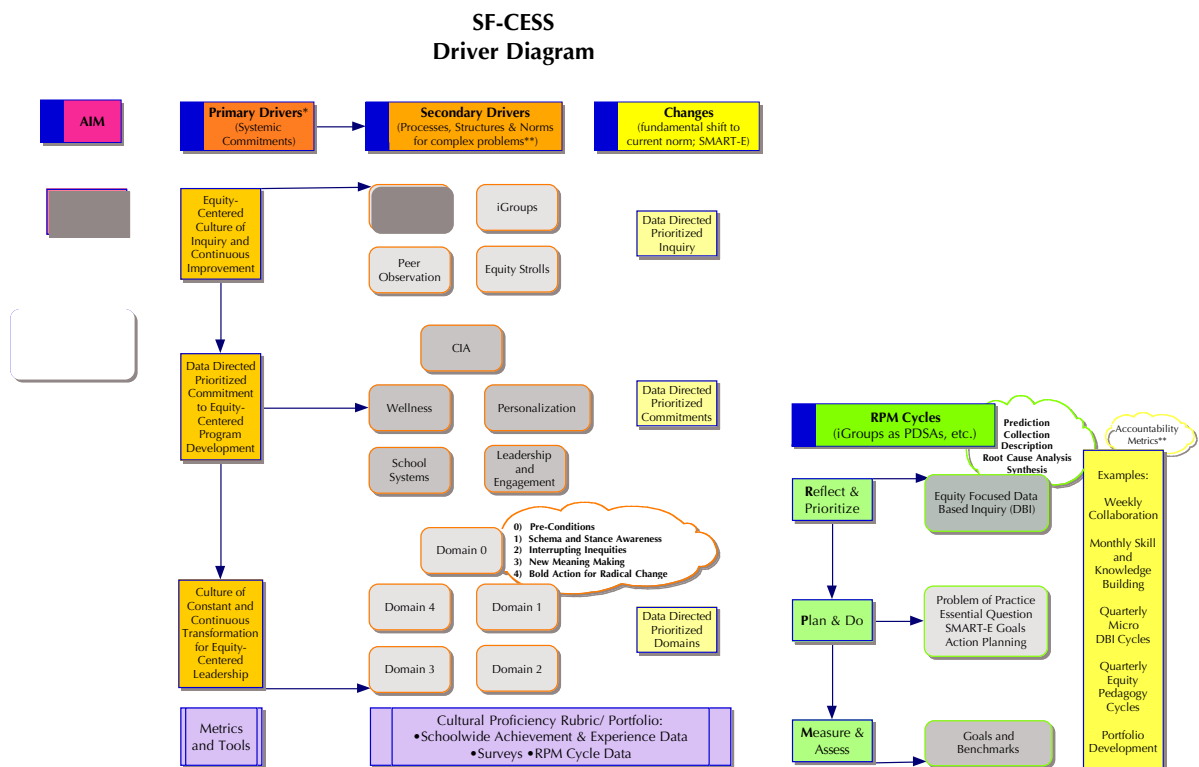 SF-CESS
Driver Diagram
AIM
Primary Drivers*
(Systemic
Commitments)
Secondary Drivers
(Processes, Structures & Norms
for complex problems**)
Changes
(fundamental shift to
current norm; SMART-E)
Equity-
Centered
Culture of
Inquiry and
Continuous
Improvement
iGroups
Peer
Observation
Equity Strolls
Data Directed
Prioritized
Inquiry
CIA
Data Directed
Prioritized
Commitment
to Equity-
Centered
Program
Development
Wellness
Personalization
School
Systems
Leadership
and
Engagement
Data Directed
Prioritized
Commitments
Domain 0
0) Pre-Conditions
1) Schema and Stance Awareness
2) Interrupting Inequities
3) New Meaning Making
4) Bold Action for Radical Change
Culture of
Constant and
Continuous
Transformation
for Equity-
Centered
Leadership
Domain 4
Domain 1
Domain 3
Domain 2
Data Directed
Prioritized
Domains
Metrics
and Tools
Cultural Proficiency Rubric/ Portfolio:
•Schoolwide Achievement & Experience Data
•Surveys •RPM Cycle Data
RPM Cycles
(iGroups as PDSAs, etc.)
Prediction
Collection
Description
Root Cause Analysis
Synthesis
Accountability
Metrics**
Reflect &
Prioritize
Equity Focused Data
Based Inquiry (DBI)
Plan & Do
Problem of Practice
Essential Question
SMART-E Goals
Action Planning
Measure &
Assess
Goals and
Benchmarks
Examples:
Weekly
Collaboration
Monthly Skill
and
Knowledge
Building
Quarterly
Micro
DBI Cycles
Quarterly
Equity
Pedagogy
Cycles
Portfolio
Development